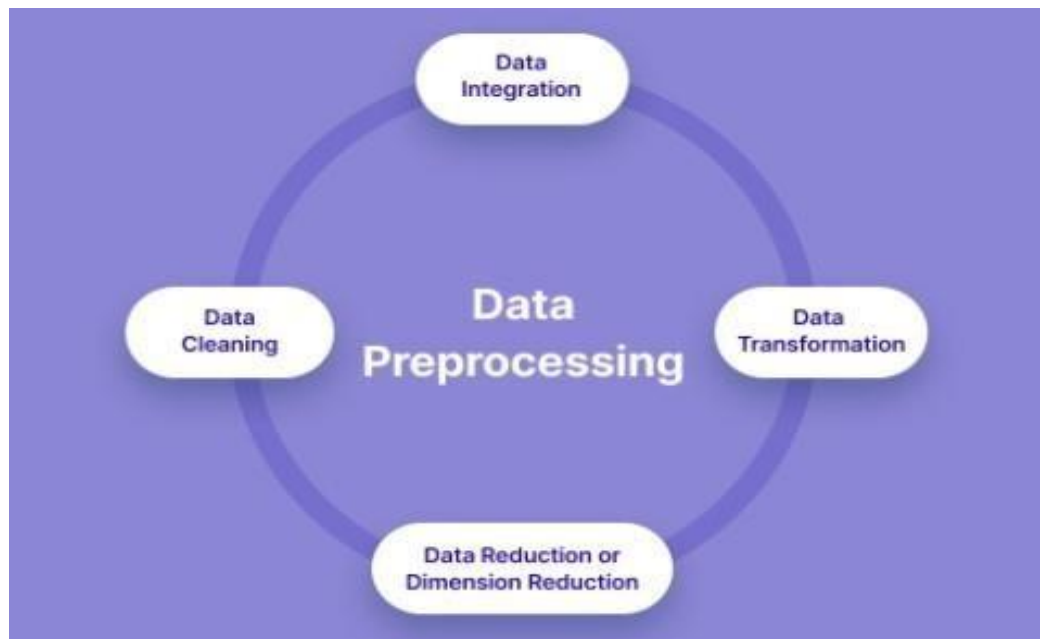 Data
Integration
Data
Cleaning
Data
Preprocessing
Data
Transformation
Data Reduction or
Dimension Reduction